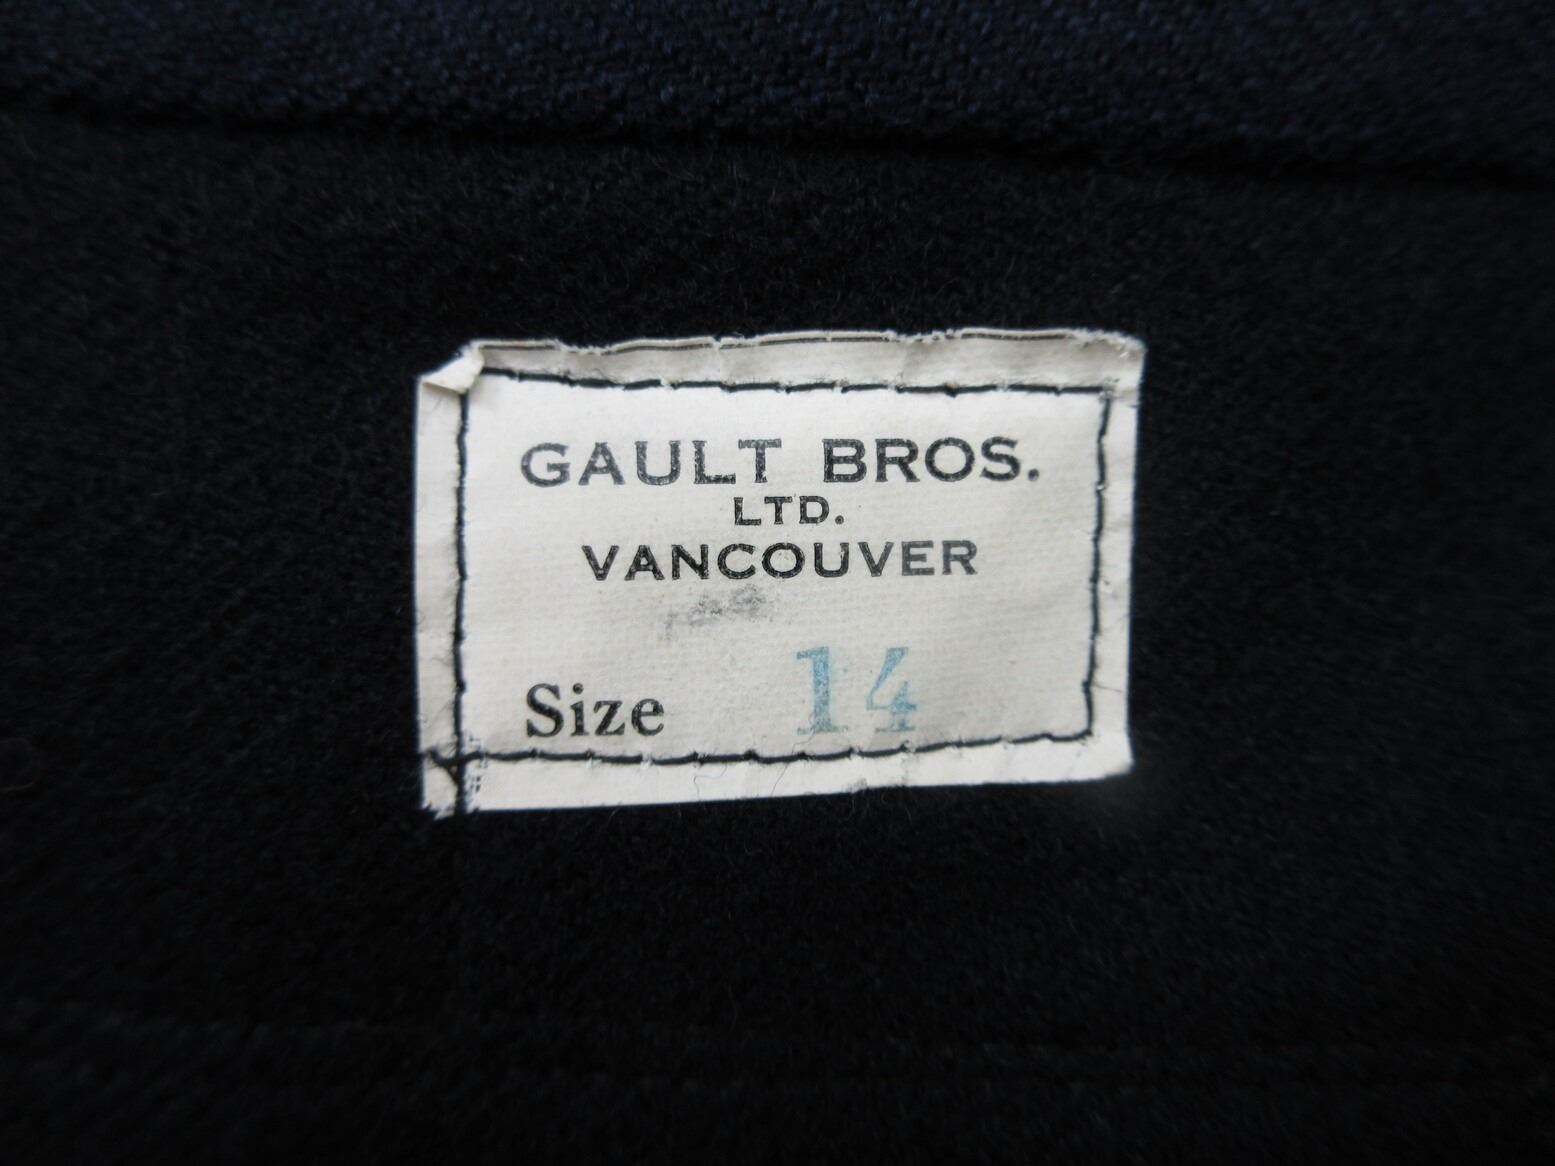 GAULT BROS.
LTD.
VANCOUVER
Size 14